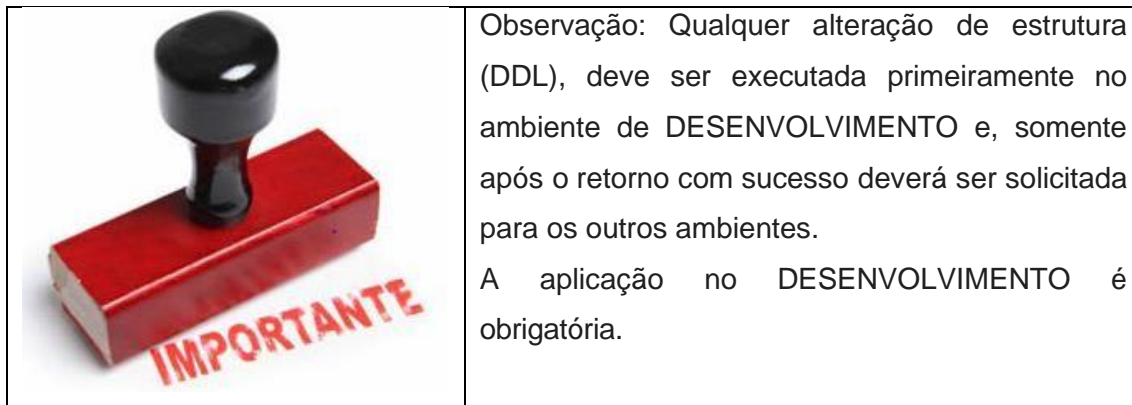 IMPORTANTE
Observação: Qualquer alteração de estrutura
(DDL), deve ser executada primeiramente no
ambiente de DESENVOLVIMENTO e, somente
após o retorno com sucesso deverá ser solicitada
para os outros ambientes.
A aplicação no DESENVOLVIMENTO é
obrigatória.